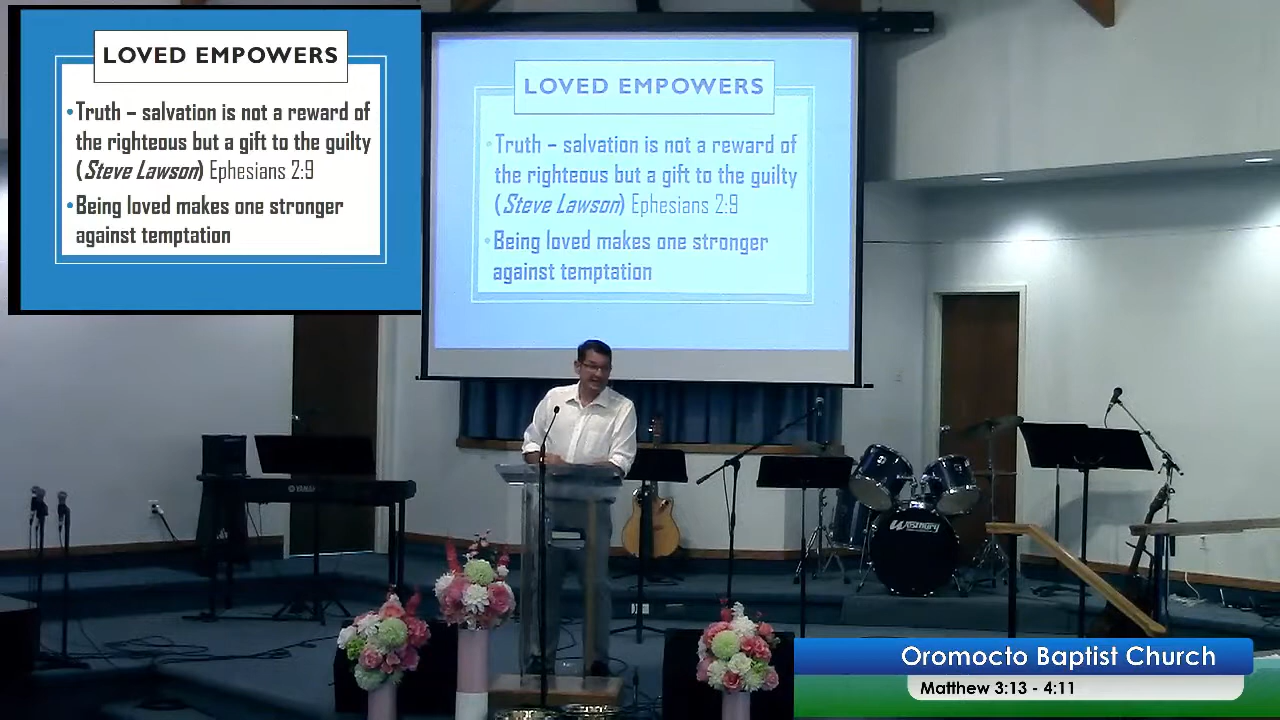 LOVED EMPOWERS
•Truth – salvation is not a reward of
the righteous but a gift to the guilty
(Steve Lawson) Ephesians 2:9
•Being loved makes one stronger
against temptation
LOVED EMPOWERS
•Truth – salvation is not a reward of
the righteous but a gift to the guilty
(Steve Lawson) Ephesians 2:9
•Being loved makes one stronger
against temptation
YAMAHA
Westbury
Oromocto Baptist Church
Matthew 3:13 - 4:11